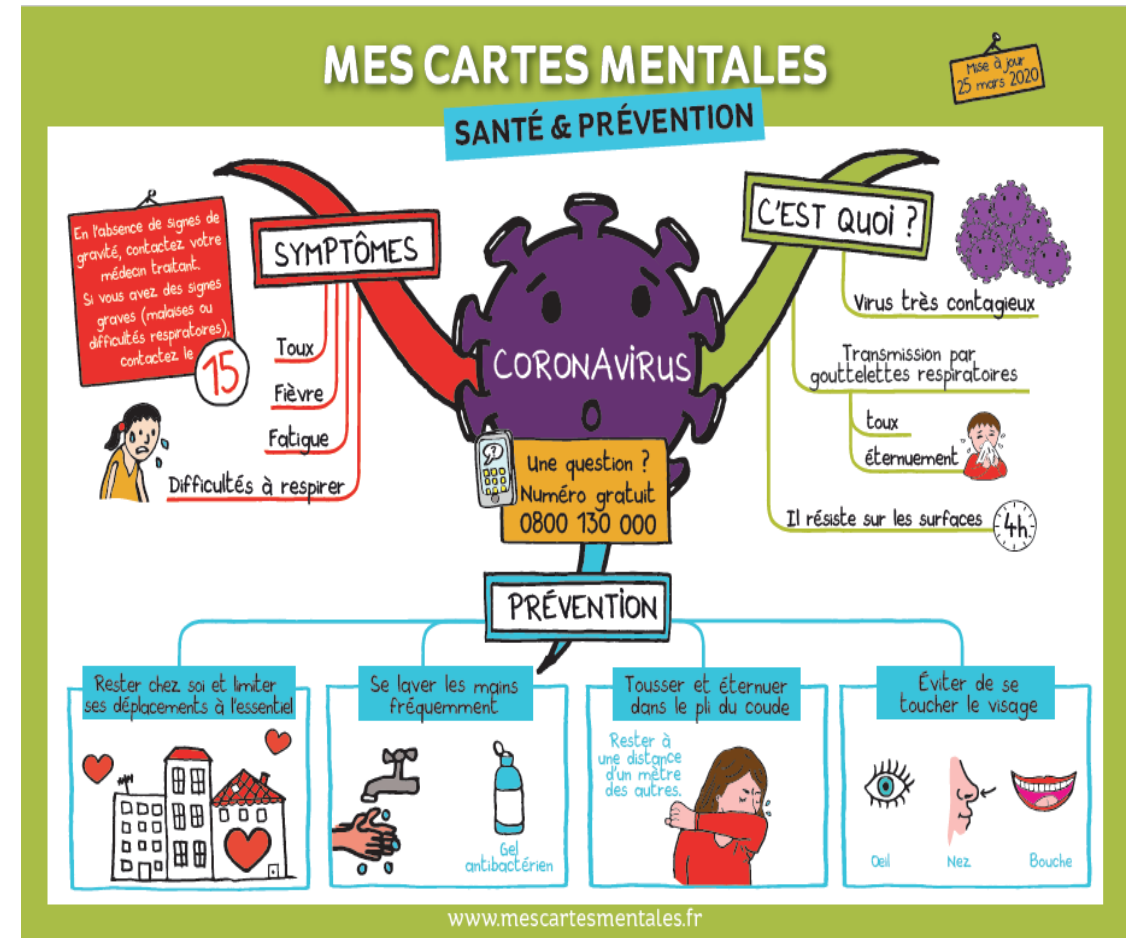 MES CARTES MENTALES
SANTÉ & PRÉVENTION
Mise à jour
25 mars 2020
En l'absence de signes de
gravité, contactez votre
médecin traitant.
Si vous avez des signes
graves (malaises ou
difficultés respiratoires),
contactez le
15
SYMPTÔMES
Toux
Fièvre
Fatigue
Difficultés à respirer
CORONAVIRUS
?
Une question ?
Numéro gratuit
0800 130 000
C'EST QUOI ?
Virus très contagieux
Transmission par
gouttelettes respiratoires
toux
éternuement
Il résiste sur les surfaces
4h
PRÉVENTION
Rester chez soi et limiter
ses déplacements à l'essentiel
Se laver les mains
fréquemment
Gel
antibactérien
Tousser et éternuer
dans le pli du coude
Rester à
une distance
d'un mètre
des autres.
Éviter de se
toucher le visage
Oeil
Nez
Bouche
www.mescartesmentales.fr